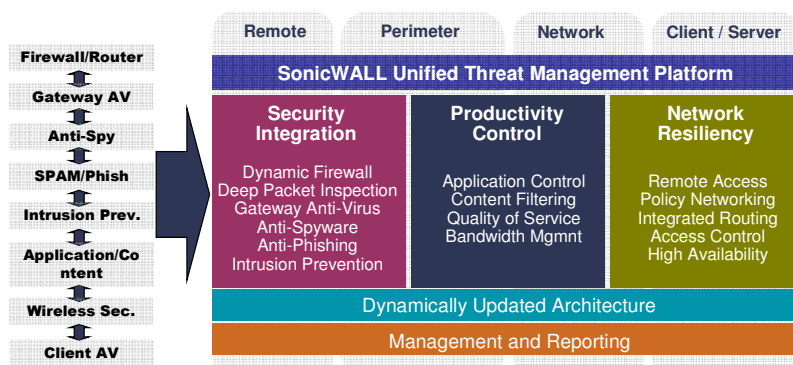 Remote
Perimeter
Network
Client / Server
Firewall/Router
Gateway AV
Anti-Spy
SPAM/Phish
Intrusion Prev.
Application/Co
ntent
Wireless Sec.
Client AV
SonicWALL Unified Threat Management Platform
Security
Integration
Dynamic Firewall
Deep Packet Inspection
Gateway Anti-Virus
Anti-Spyware
Anti-Phishing
Intrusion Prevention
Productivity
Control
Application Control
Content Filtering
Quality of Service
Bandwidth Mgmnt
Network
Resiliency
Remote Access
Policy Networking
Integrated Routing
Access Control
High Availability
Dynamically Updated Architecture
Management and Reporting